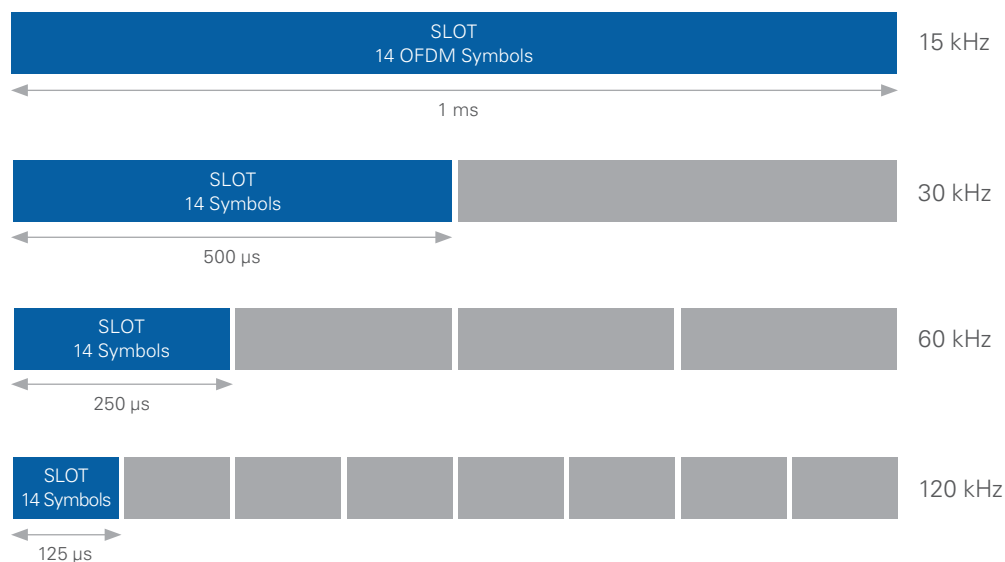 SLOT
14 OFDM Symbols
15 kHz
1 ms
SLOT
14 Symbols
30 kHz
500 µs
SLOT
14 Symbols
60 kHz
250 µs
SLOT
14 Symbols
120 kHz
125 µs